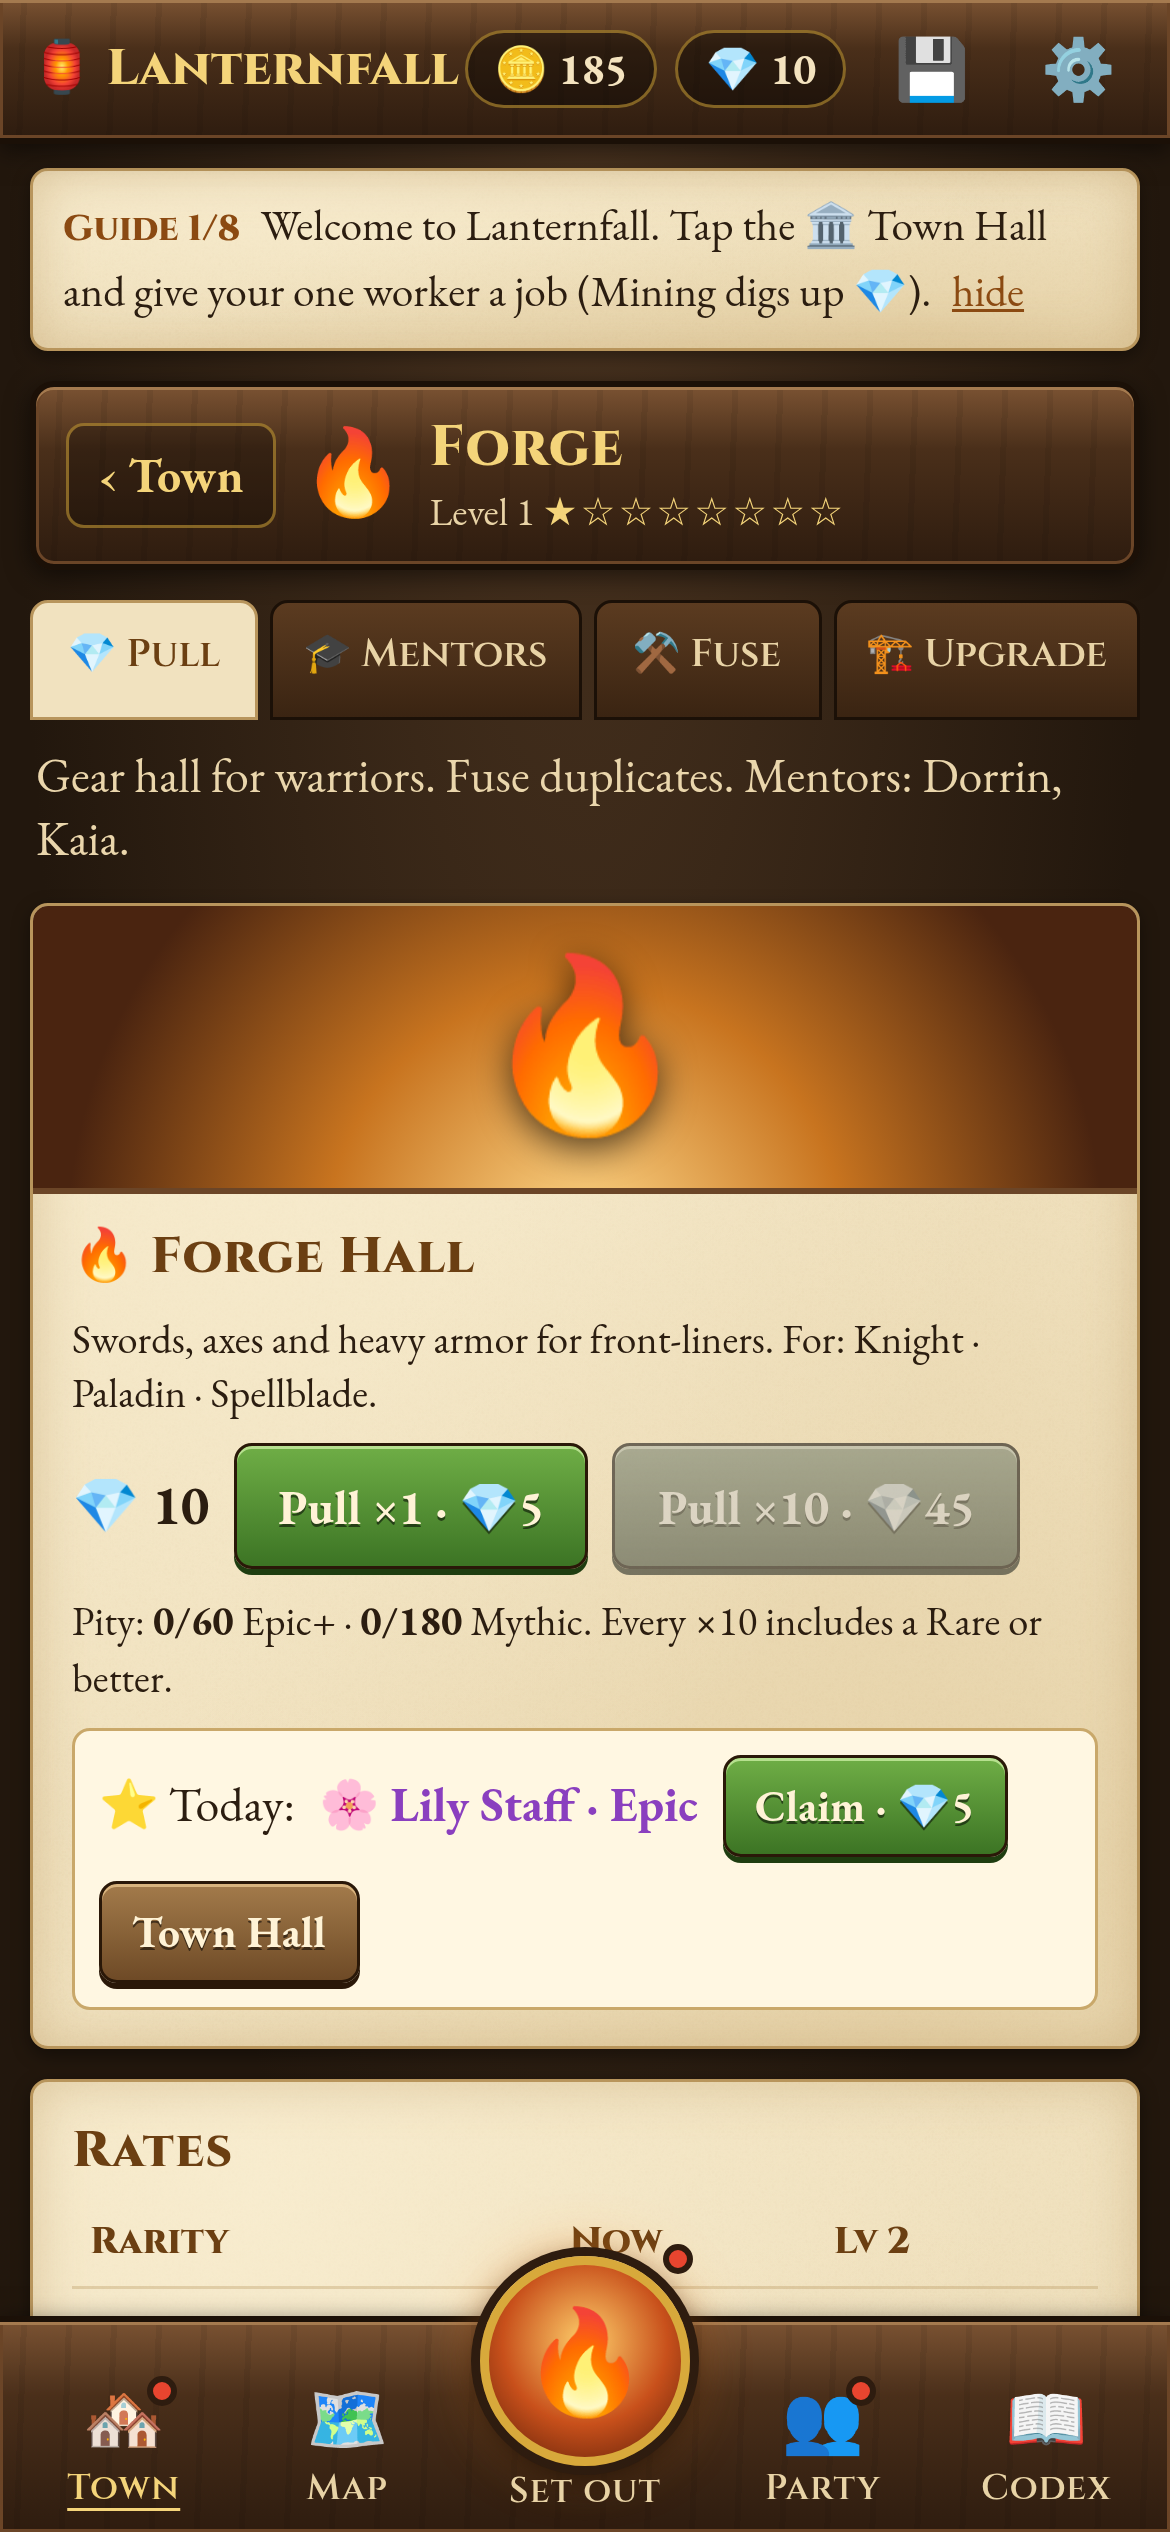 Lanternfall 185 10
Guide 1/8 Welcome to Lanternfall. Tap the Town Hall
and give your one worker a job (Mining digs up ). hide
‹ Town
Forge
Level 1 ★☆☆☆☆☆☆☆
Pull Mentors Fuse Upgrade
Gear hall for warriors. Fuse duplicates. Mentors: Dorrin,
Kaia.
Forge Hall
Swords, axes and heavy armor for front-liners. For: Knight ·
Paladin · Spellblade.
10 Pull ×1 · 5 Pull ×10 · 45
Pity: 0/60 Epic+ · 0/180 Mythic. Every ×10 includes a Rare or
better.
Today: Lily Staff · Epic Claim · 5
Town Hall
Rates
Rarity Now Lv 2
Town Map Set out Party Codex